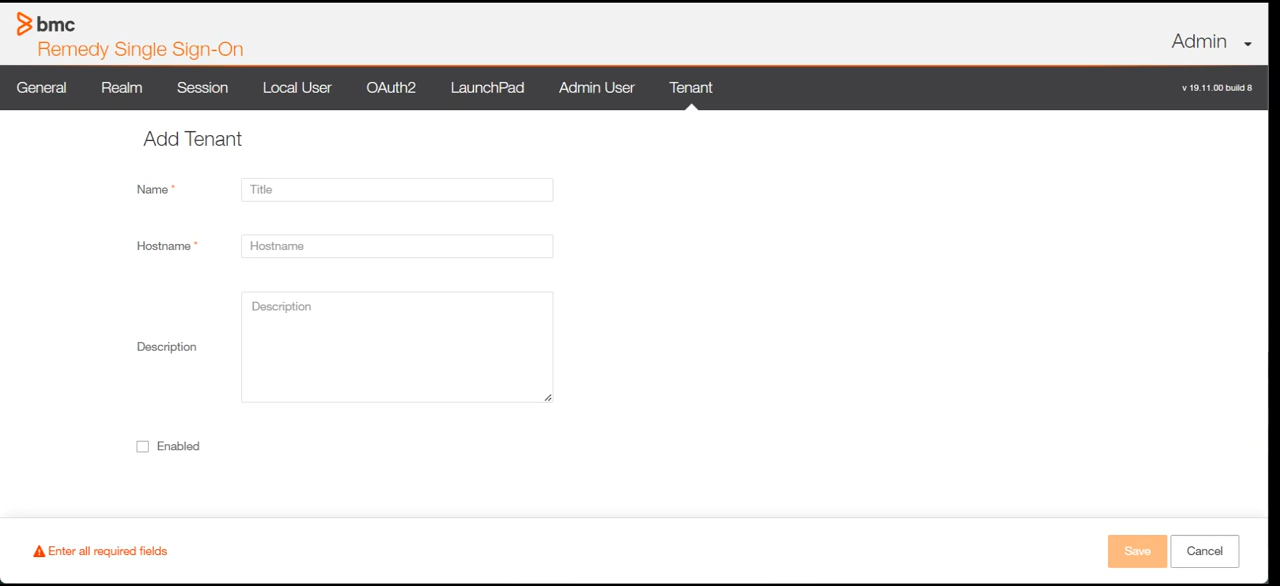 bmc
Remedy Single Sign-On
Admin
General Realm Session Local User OAuth2 LaunchPad Admin User Tenant v 19.11.00 build 8
Add Tenant
Name * Title
Hostname * Hostname
Description
Description
Enabled
Enter all required fields Save Cancel